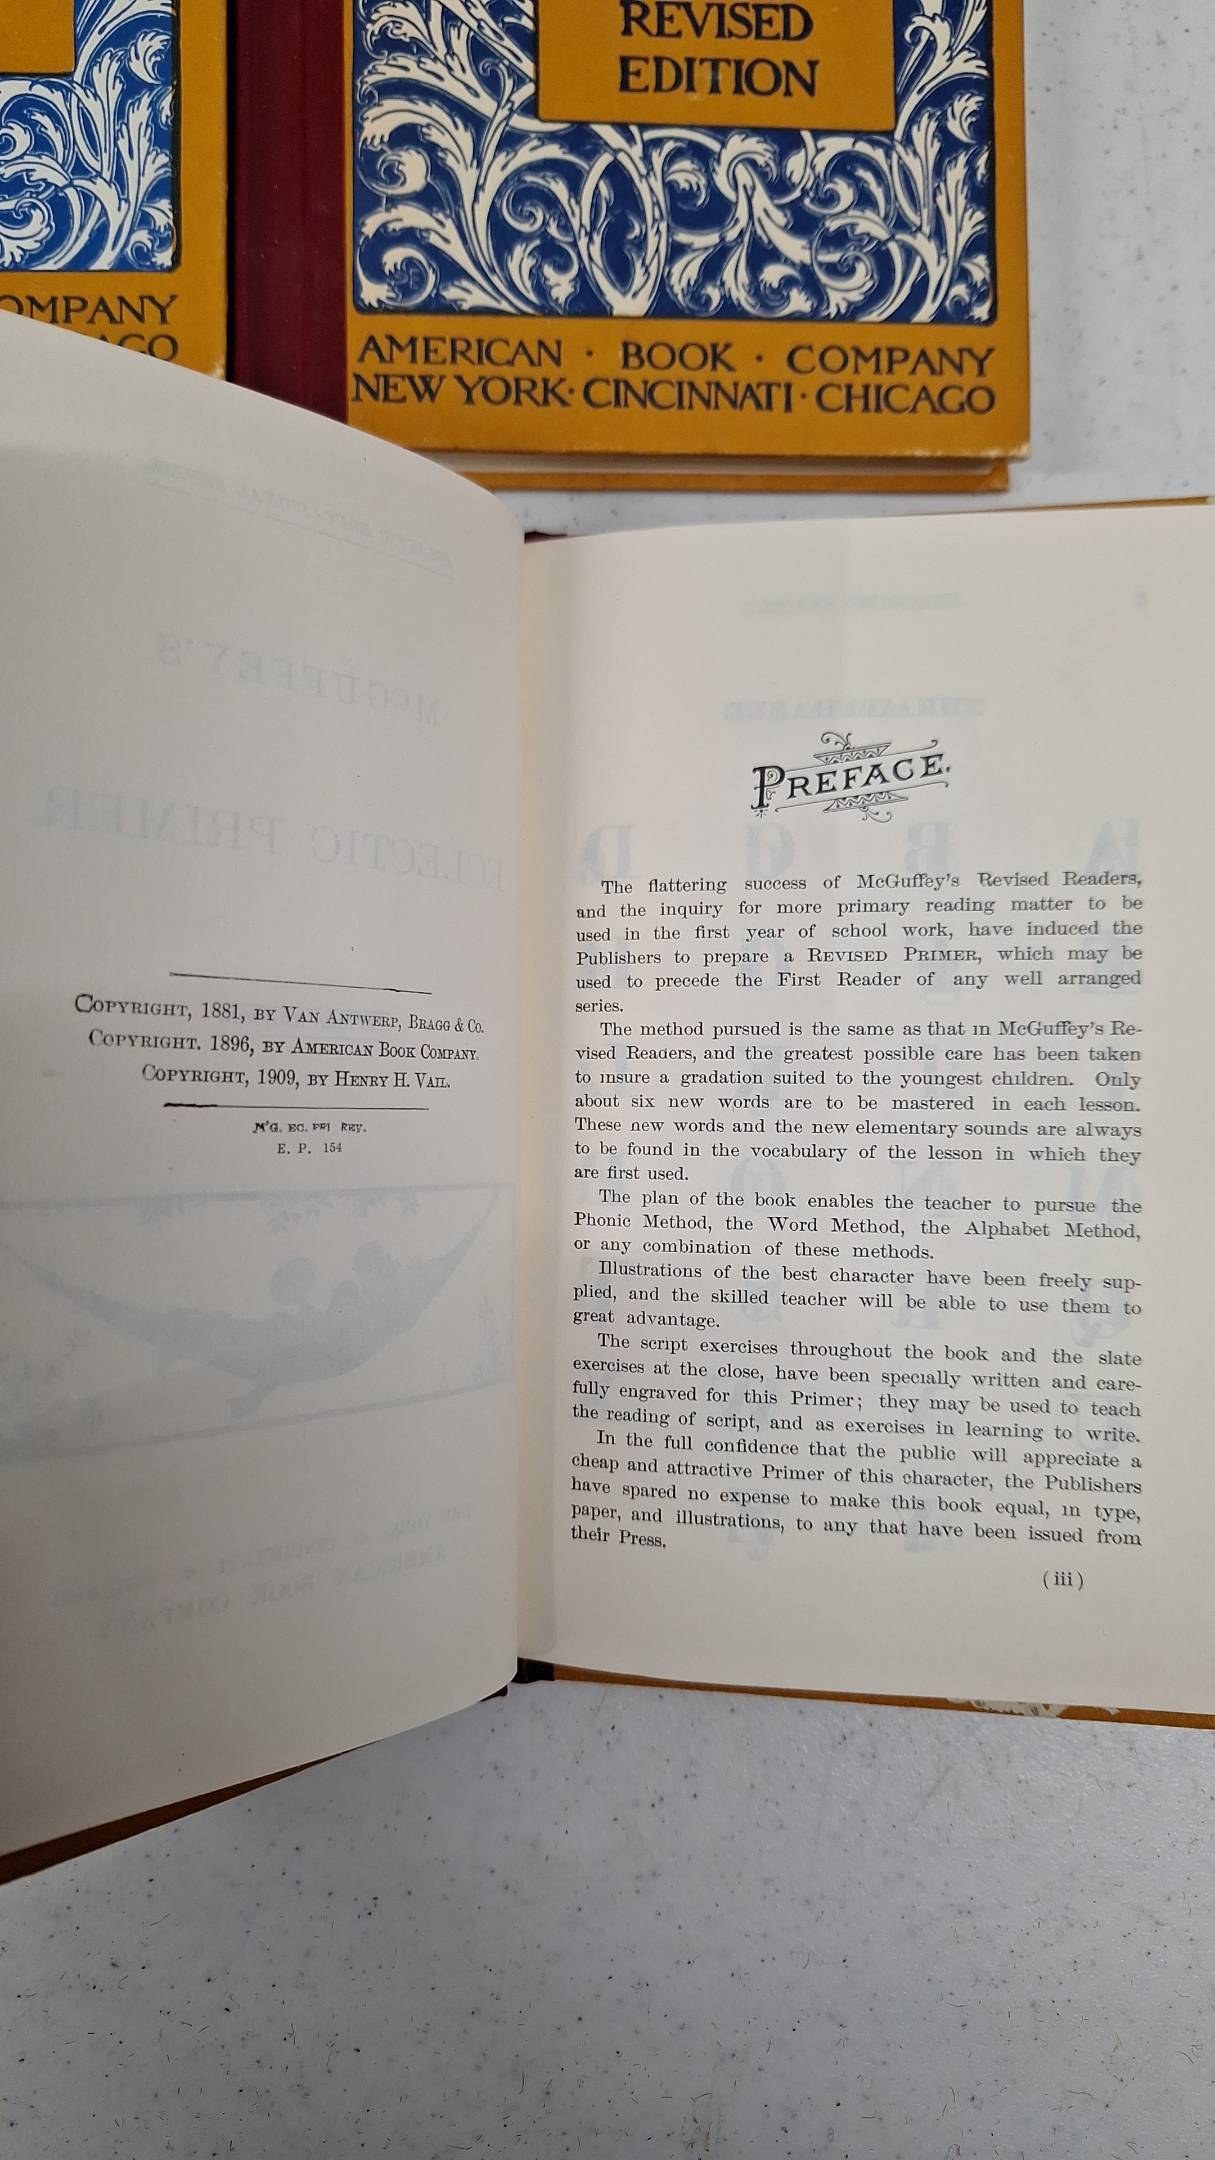 REVISED
EDITION
OMPANY
AMERICAN · BOOK · COMPANY
NEW YORK · CINCINNATI · CHICAGO
COPYRIGHT, 1881, BY VAN ANTWERP, BRAGG & CO.
COPYRIGHT. 1896, BY AMERICAN BOOK COMPANY.
COPYRIGHT, 1909, BY HENRY H. VAIL.
M'G. EC. PRI REV.
E. P. 154
PREFACE.
The flattering success of McGuffey's Revised Readers,
and the inquiry for more primary reading matter to be
used in the first year of school work, have induced the
Publishers to prepare a REVISED PRIMER, which may be
used to precede the First Reader of any well arranged
series.
The method pursued is the same as that in McGuffey's Re-
vised Readers, and the greatest possible care has been taken
to insure a gradation suited to the youngest children. Only
about six new words are to be mastered in each lesson.
These new words and the new elementary sounds are always
to be found in the vocabulary of the lesson in which they
are first used.
The plan of the book enables the teacher to pursue the
Phonic Method, the Word Method, the Alphabet Method,
or any combination of these methods.
Illustrations of the best character have been freely sup-
plied, and the skilled teacher will be able to use them to
great advantage.
The script exercises throughout the book and the slate
exercises at the close, have been specially written and care-
fully engraved for this Primer; they may be used to teach
the reading of script, and as exercises in learning to write.
In the full confidence that the public will appreciate a
cheap and attractive Primer of this character, the Publishers
have spared no expense to make this book equal, in type,
paper, and illustrations, to any that have been issued from
their Press.
(iii)